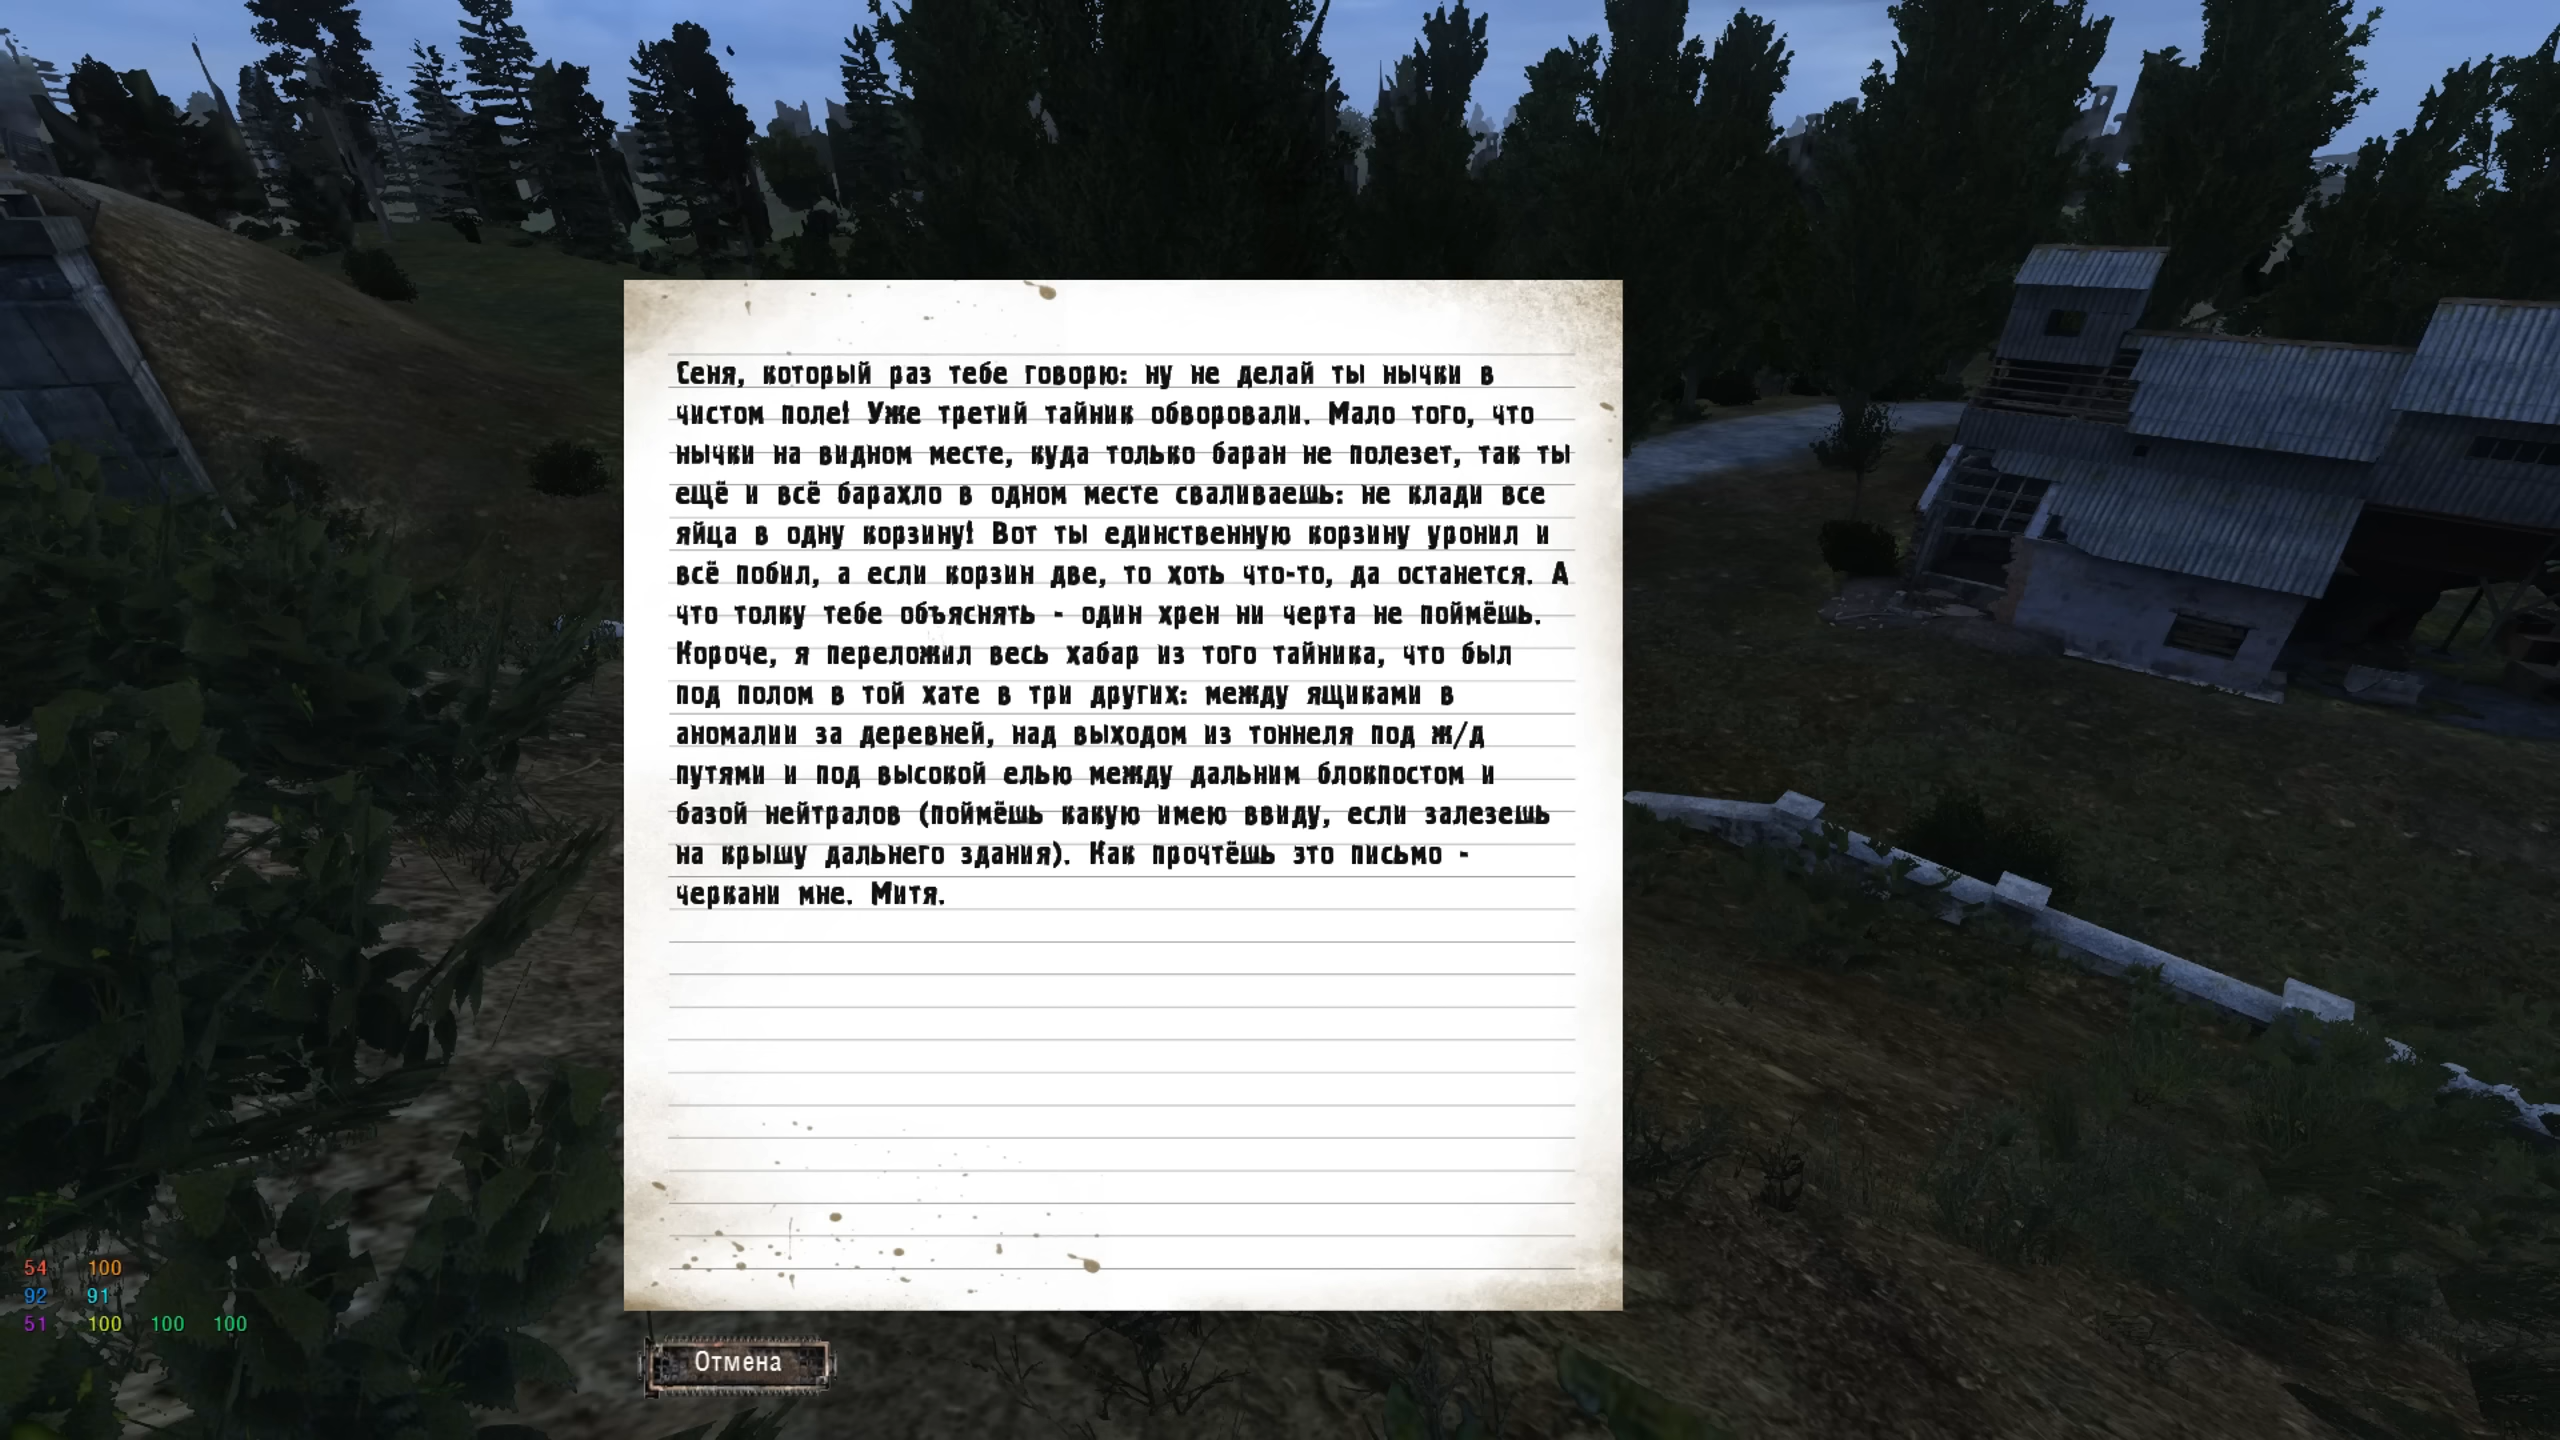 Сеня, который раз тебе говорю: ну не делай ты нычки в
чистом поле! Уже третий тайник обворовали. Мало того, что
нычки на видном месте, куда только баран не полезет, так ты
ещё и всё барахло в одном месте сваливаешь: не клади все
яйца в одну корзину! Вот ты единственную корзину уронил и
всё побил, а если корзин две, то хоть что-то, да останется. А
что толку тебе объяснять - один хрен ни черта не поймёшь.
Короче, я переложил весь хабар из того тайника, что был
под полом в той хате в три других: между ящиками в
аномалии за деревней, над выходом из тоннеля под ж/д
путями и под высокой елью между дальним блокпостом и
базой нейтралов (поймёшь какую имею ввиду, если залезешь
на крышу дальнего здания). Как прочтёшь это письмо -
черкани мне. Митя.
54 100
92 91
51 100 100 100
Отмена